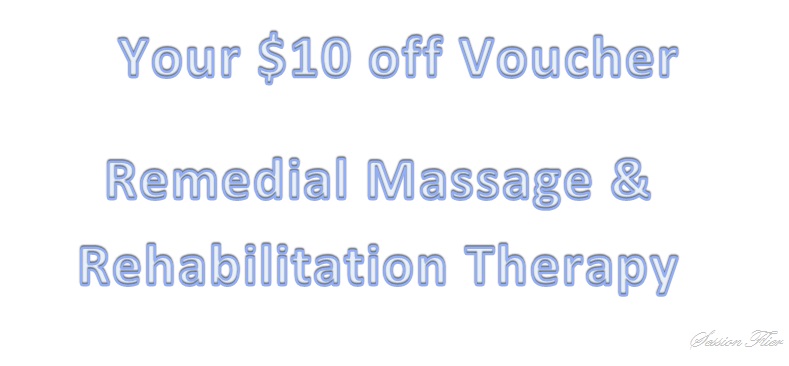 Your $10 off Voucher
Remedial Massage &
Rehabilitation Therapy
Session Flier